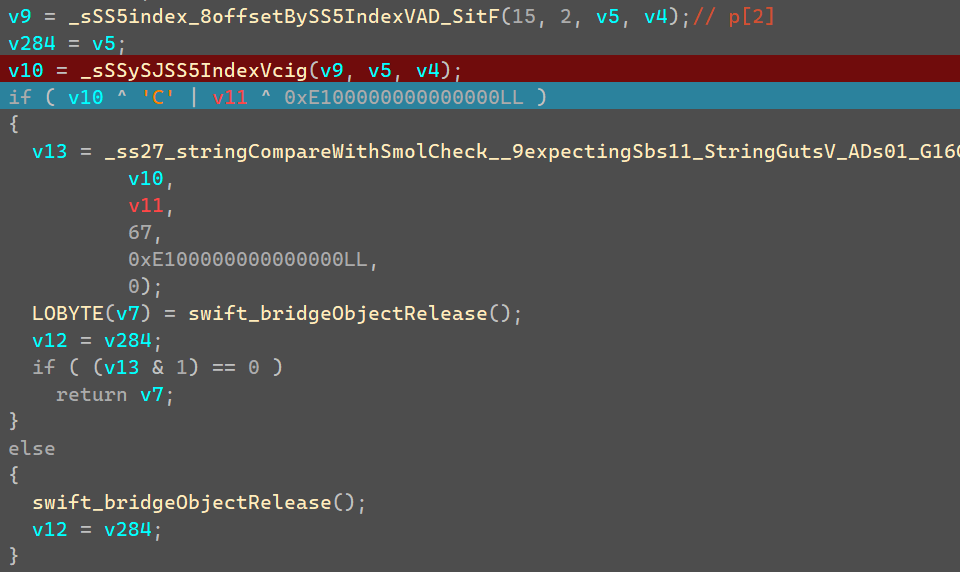 v9 = _sSS5index_8offsetBySS5IndexVAD_SitF(15, 2, v5, v4);// p[2]
v284 = v5;
v10 = _sSSySJSS5IndexVcig(v9, v5, v4);
if ( v10 ^ 'C' | v11 ^ 0xE100000000000000LL )
{
v13 = _ss27_stringCompareWithSmolCheck__9expectingSbs11_StringGutsV_ADs01_G16C
v10,
v11,
67,
0xE100000000000000LL,
0);
LOBYTE(v7) = swift_bridgeObjectRelease();
v12 = v284;
if ( (v13 & 1) == 0 )
return v7;
}
else
{
swift_bridgeObjectRelease();
v12 = v284;
}